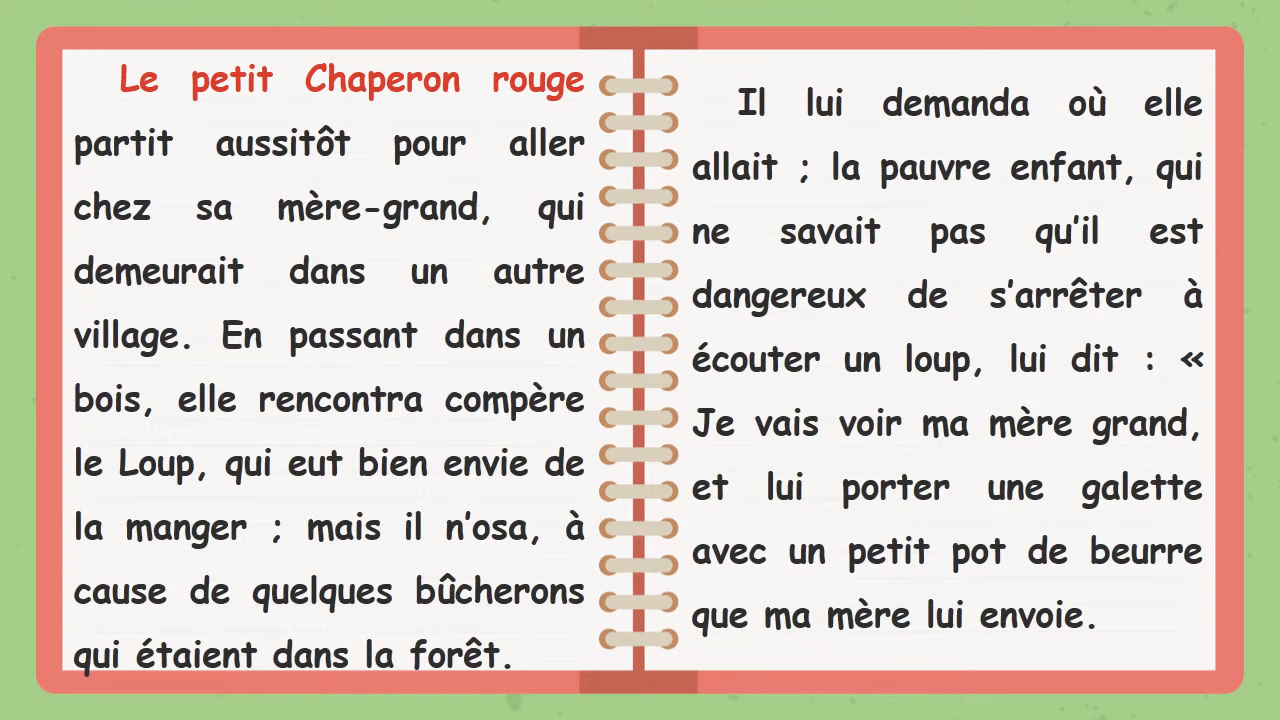 Le petit Chaperon rouge
partit aussitôt pour aller
chez sa mère-grand, qui
demeurait dans un autre
village. En passant dans un
bois, elle rencontra compère
le Loup, qui eut bien envie de
la manger ; mais il n’osa, à
cause de quelques bûcherons
qui étaient dans la forêt.
Il lui demanda où elle
allait ; la pauvre enfant, qui
ne savait pas qu’il est
dangereux de s’arrêter à
écouter un loup, lui dit : «
Je vais voir ma mère grand,
et lui porter une galette
avec un petit pot de beurre
que ma mère lui envoie.